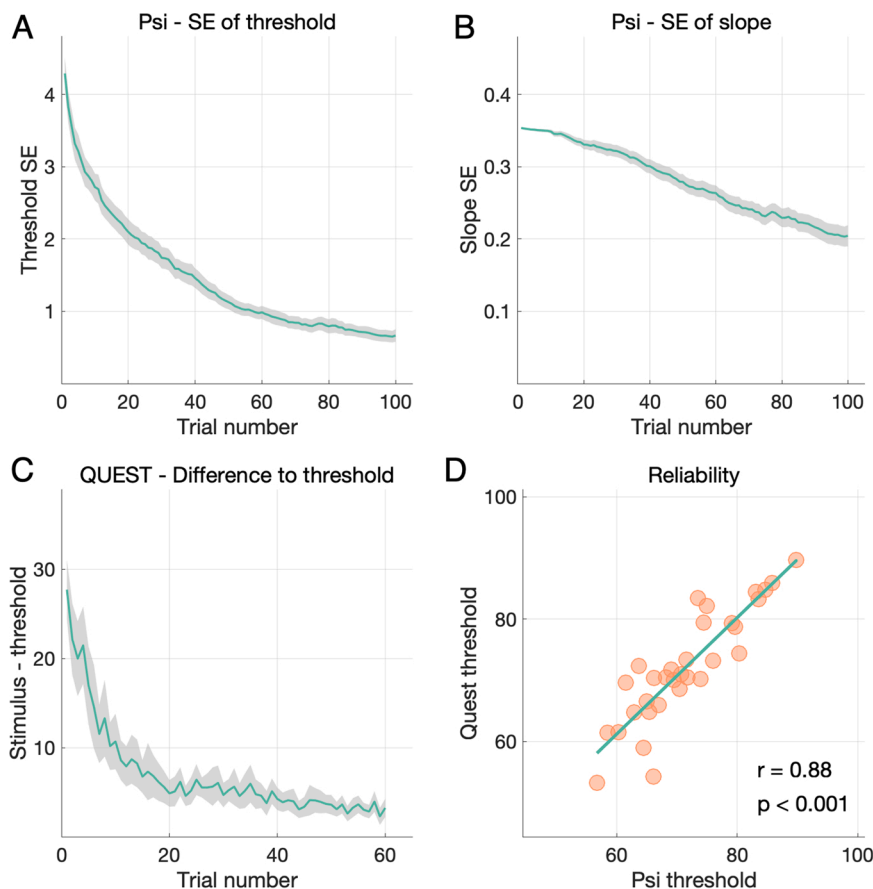 A
Psi - SE of threshold
Threshold SE
4
3
2
1
0
20
40
60
80
100
Trial number
B
Psi - SE of slope
Slope SE
0.4
0.3
0.2
0.1
0
20
40
60
80
100
Trial number
C
QUEST - Difference to threshold
Stimulus - threshold
30
20
10
0
20
40
60
Trial number
D
Reliability
Quest threshold
100
80
60
r = 0.88
p < 0.001
60
80
100
Psi threshold